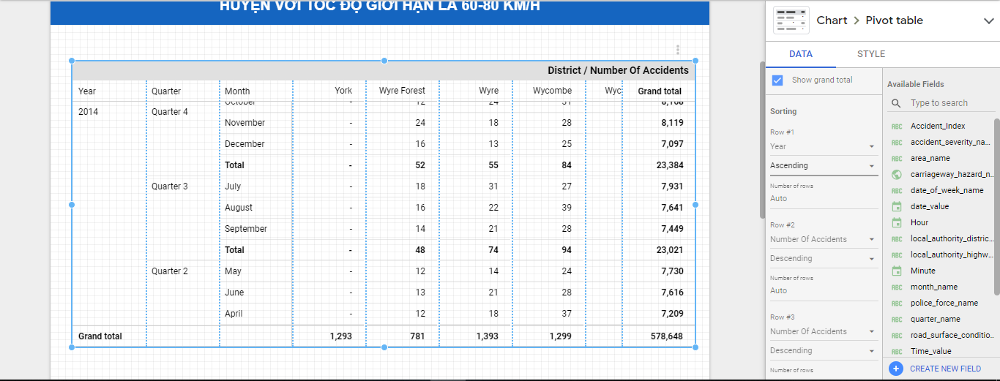 HUYỆN VỚI TỐC ĐỘ GIỚI HẠN LÀ 60-80 KM/H
Chart > Pivot table
DATA STYLE
District / Number Of Accidents
Year Quarter Month York Wyre Forest Wyre Wycombe Wyc Grand total
2014 Quarter 4 October - 12 24 31 8,168
November - 24 18 28 8,119
December - 16 13 25 7,097
Total - 52 55 84 23,384
Quarter 3 July - 18 31 27 7,931
August - 16 22 39 7,641
September - 14 21 28 7,449
Total - 48 74 94 23,021
Quarter 2 May - 12 14 24 7,730
June - 13 21 28 7,616
April - 12 18 37 7,209
Grand total 1,293 781 1,393 1,299 578,648
Show grand total
Sorting
Row #1
Year
Ascending
Number of rows
Auto
Row #2
Number Of Accidents
Descending
Number of rows
Auto
Row #3
Number Of Accidents
Descending
Number of rows
Available Fields
Type to search
ABC Accident_Index
ABC accident_severity_na...
ABC area_name
carriageway_hazard_n...
ABC date_of_week_name
date_value
Hour
ABC local_authority_distric...
ABC local_authority_highw...
Minute
ABC month_name
ABC police_force_name
ABC quarter_name
ABC road_surface_conditio...
ABC Time_value
+ CREATE NEW FIELD